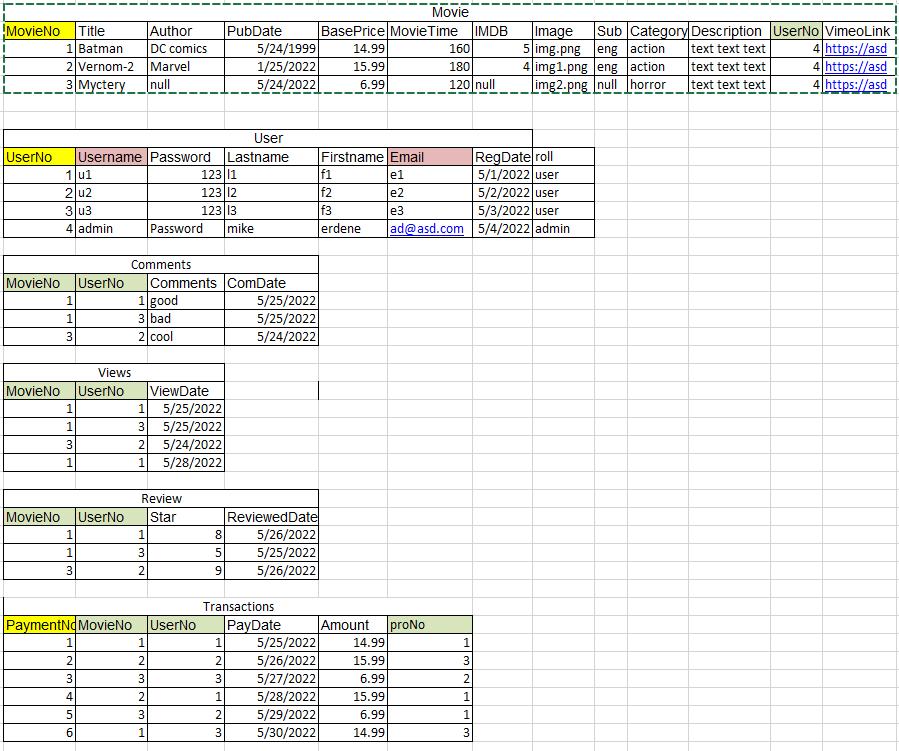 Movie
MovieNo Title Author PubDate BasePrice MovieTime IMDB Image Sub Category Description UserNo VimeoLink
1 Batman DC comics 5/24/1999 14.99 160 5 img.png eng action text text text 4 https://asd
2 Vernom-2 Marvel 1/25/2022 15.99 180 4 img1.png eng action text text text 4 https://asd
3 Myctery null 5/24/2022 6.99 120 null img2.png null horror text text text 4 https://asd
User
UserNo Username Password Lastname Firstname Email RegDate roll
1 u1 123 l1 f1 e1 5/1/2022 user
2 u2 123 l2 f2 e2 5/2/2022 user
3 u3 123 l3 f3 e3 5/3/2022 user
4 admin Password mike erdene ad@asd.com 5/4/2022 admin
Comments
MovieNo UserNo Comments ComDate
1 1 good 5/25/2022
1 3 bad 5/25/2022
3 2 cool 5/24/2022
Views
MovieNo UserNo ViewDate
1 1 5/25/2022
1 3 5/25/2022
3 2 5/24/2022
1 1 5/28/2022
Review
MovieNo UserNo Star ReviewedDate
1 1 8 5/26/2022
1 3 5 5/25/2022
3 2 9 5/26/2022
Transactions
PaymentNo MovieNo UserNo PayDate Amount proNo
1 1 1 5/25/2022 14.99 1
2 2 2 5/26/2022 15.99 3
3 3 3 5/27/2022 6.99 2
4 2 1 5/28/2022 15.99 1
5 3 2 5/29/2022 6.99 1
6 1 3 5/30/2022 14.99 3